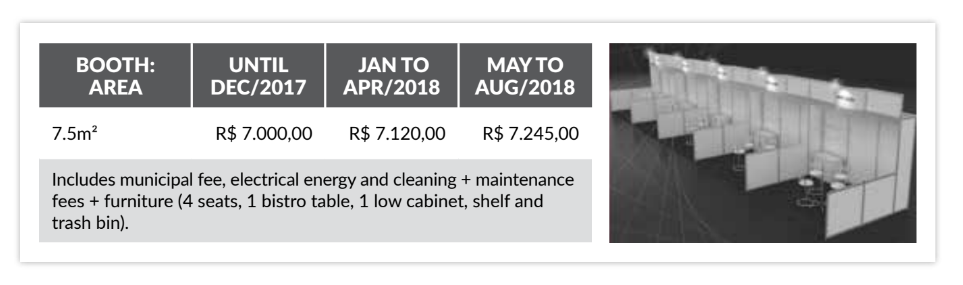 BOOTH:
AREA
UNTIL
DEC/2017
JAN TO
APR/2018
MAY TO
AUG/2018
7.5m²
R$ 7.000,00
R$ 7.120,00
R$ 7.245,00
Includes municipal fee, electrical energy and cleaning + maintenance
fees + furniture (4 seats, 1 bistro table, 1 low cabinet, shelf and
trash bin).